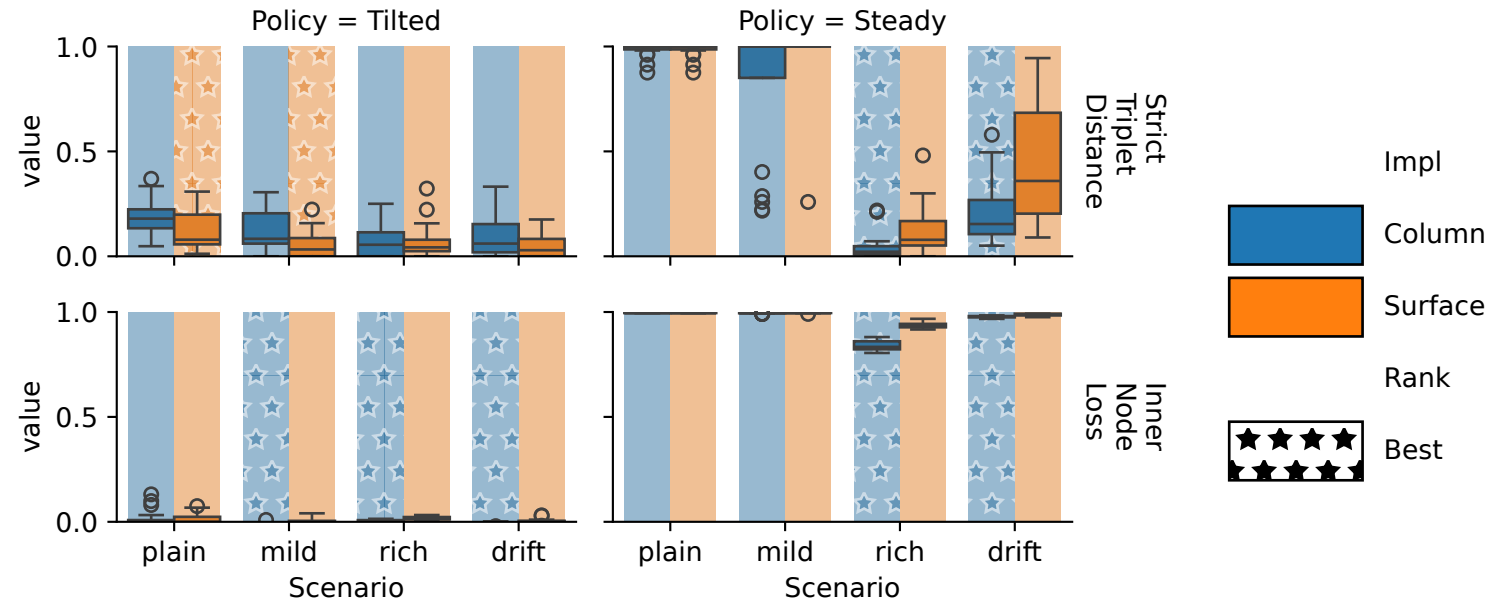 Policy = Tilted
Policy = Steady
1.0
0.5
0.0
value
Strict
Triplet
Distance
1.0
0.5
0.0
value
Inner
Node
Loss
plain mild rich drift
Scenario
plain mild rich drift
Scenario
Impl
Column
Surface
Rank
Best